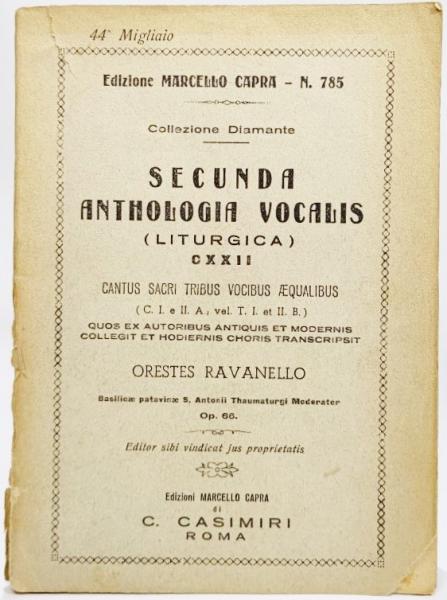 44° Migliaio
Edizione MARCELLO CAPRA – N. 785
Collezione Diamante
SECUNDA
ANTHOLOGIA VOCALIS
(LITURGICA)
CXXII
CANTUS SACRI TRIBUS VOCIBUS ÆQUALIBUS
(C. I. e II. A., vel. T. I. et II. B.)
QUOS EX AUTORIBUS ANTIQUIS ET MODERNIS
COLLEGIT ET HODIERNIS CHORIS TRANSCRIPSIT
ORESTES RAVANELLO
Basilicæ patavinæ S. Antonii Thaumaturgi Moderater
Op. 66.
Editor sibi vindicat jus proprietatis
Edizioni MARCELLO CAPRA
di
C. CASIMIRI
ROMA